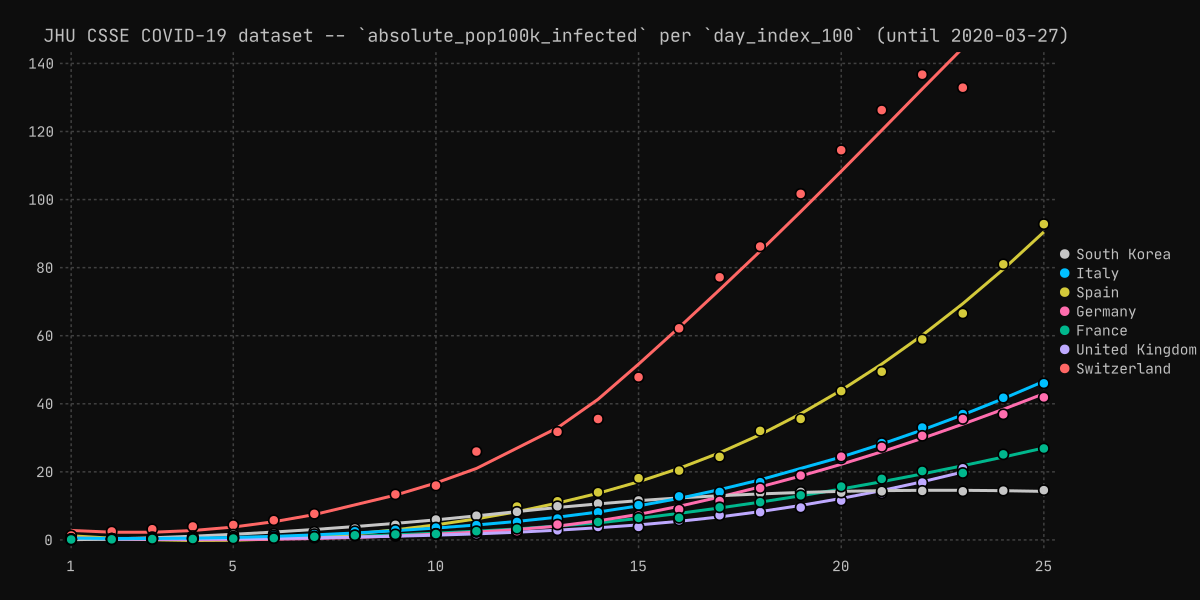 JHU CSSE COVID-19 dataset -- `absolute_pop100k_infected` per `day_index_100` (until 2020-03-27)
140
120
100
80
60
40
20
0
1
5
10
15
20
25
South Korea
Italy
Spain
Germany
France
United Kingdom
Switzerland